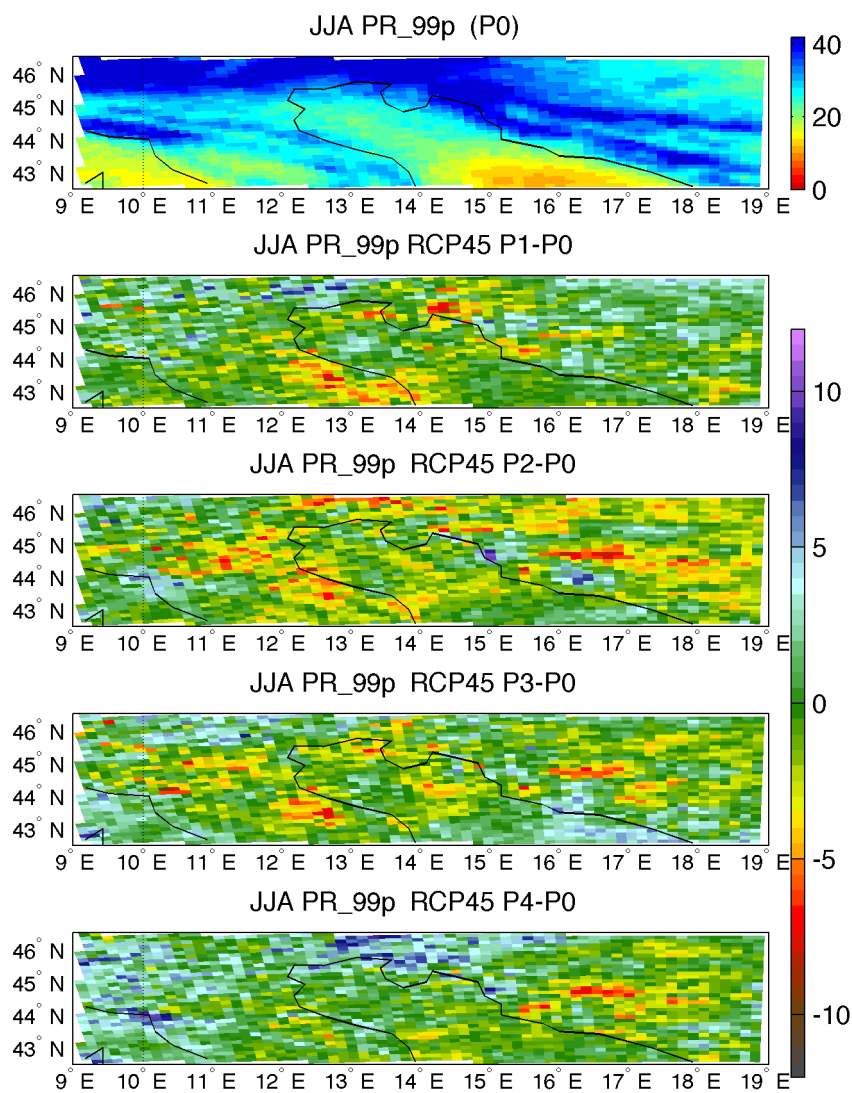 JJA PR_99p (P0)
46° N
45° N
44° N
43° N
9° E 10° E 11° E 12° E 13° E 14° E 15° E 16° E 17° E 18° E 19° E
40
20
0
JJA PR_99p RCP45 P1-P0
46° N
45° N
44° N
43° N
9° E 10° E 11° E 12° E 13° E 14° E 15° E 16° E 17° E 18° E 19° E
JJA PR_99p RCP45 P2-P0
46° N
45° N
44° N
43° N
9° E 10° E 11° E 12° E 13° E 14° E 15° E 16° E 17° E 18° E 19° E
JJA PR_99p RCP45 P3-P0
46° N
45° N
44° N
43° N
9° E 10° E 11° E 12° E 13° E 14° E 15° E 16° E 17° E 18° E 19° E
JJA PR_99p RCP45 P4-P0
46° N
45° N
44° N
43° N
9° E 10° E 11° E 12° E 13° E 14° E 15° E 16° E 17° E 18° E 19° E
10
5
0
-5
-10